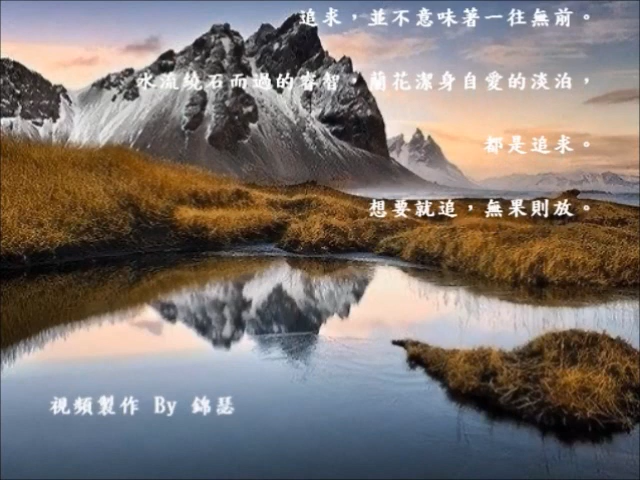 追求，並不意味著一往無前。
水流繞石而過的睿智，蘭花潔身自愛的淡泊，
都是追求。
想要就追，無果則放。
視頻製作 By 錦瑟